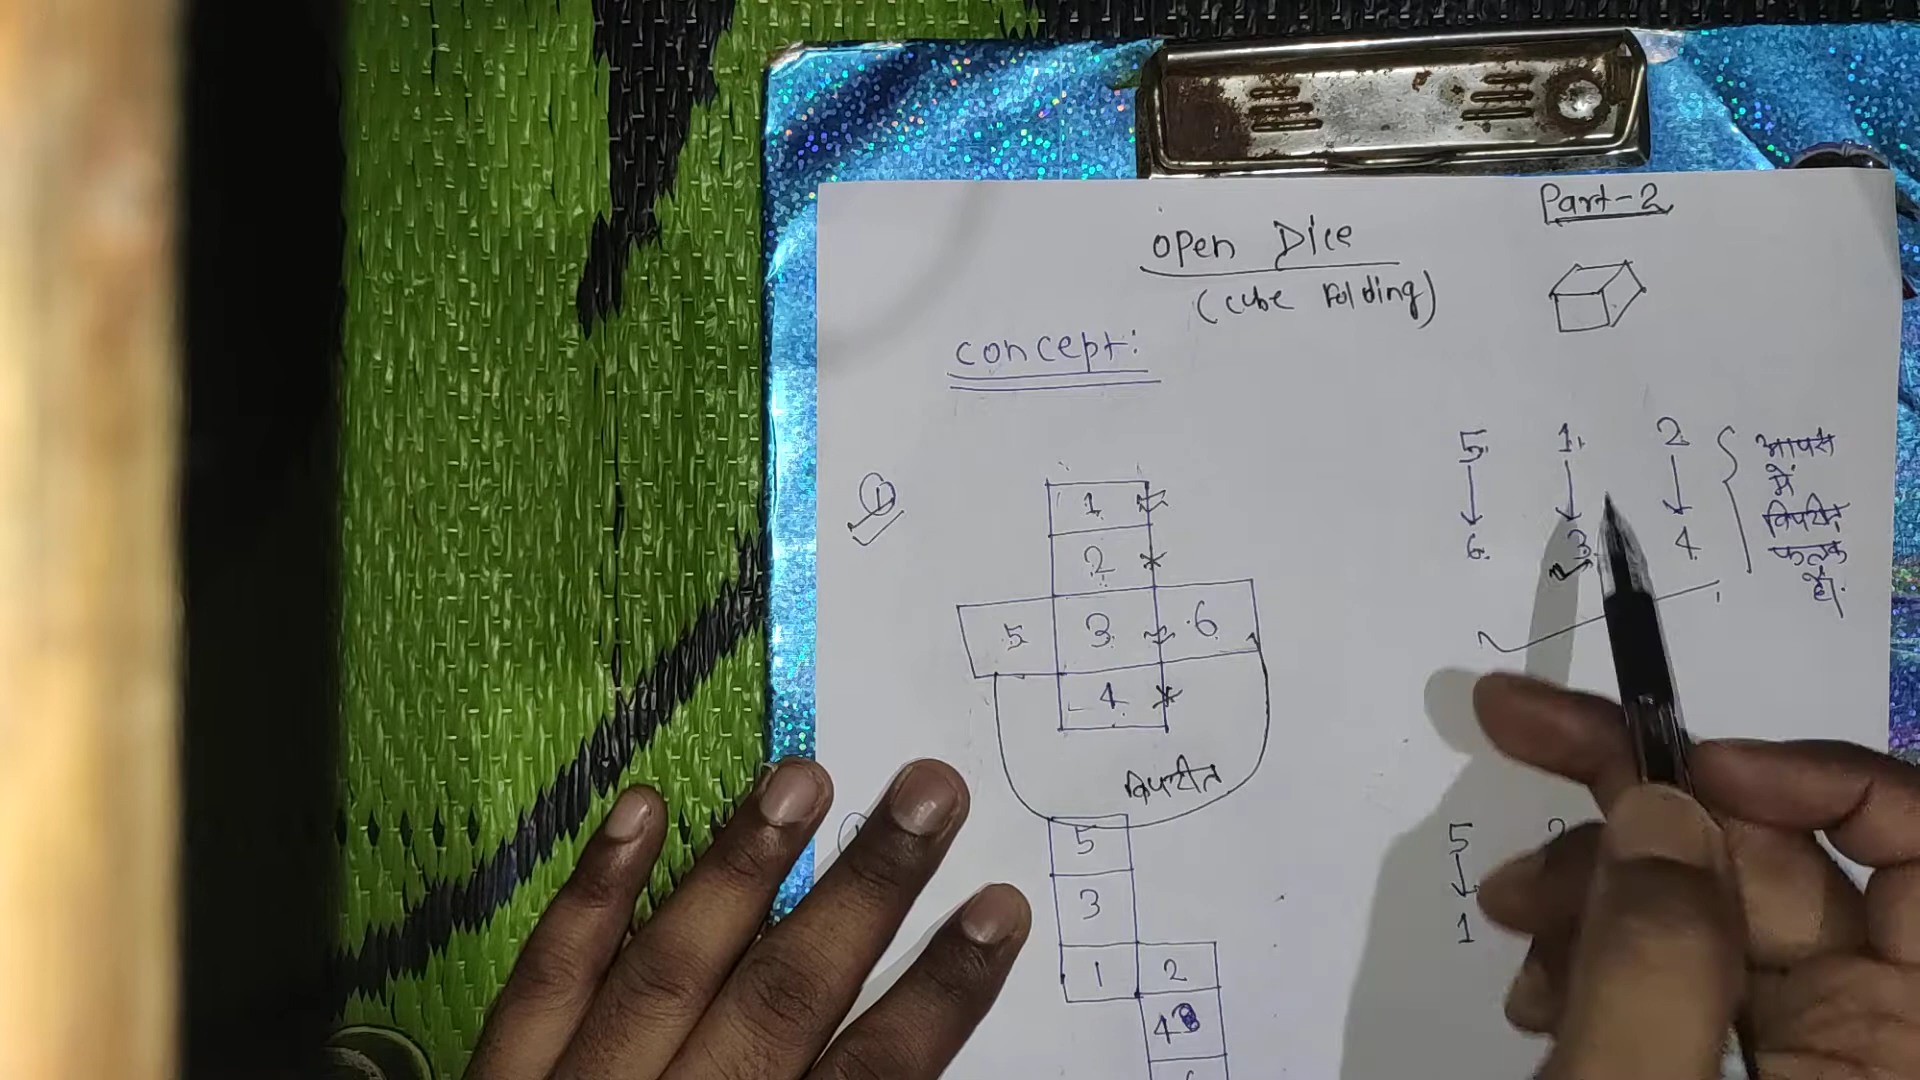 Part-2
open Dice
(cube Folding)
concept:
①
1
2
5 3 6
4
विपरीत
5 1 2
6 3 4
आपस
में
विपरीत
फलक
है।
5
3
1 2
4
5
1